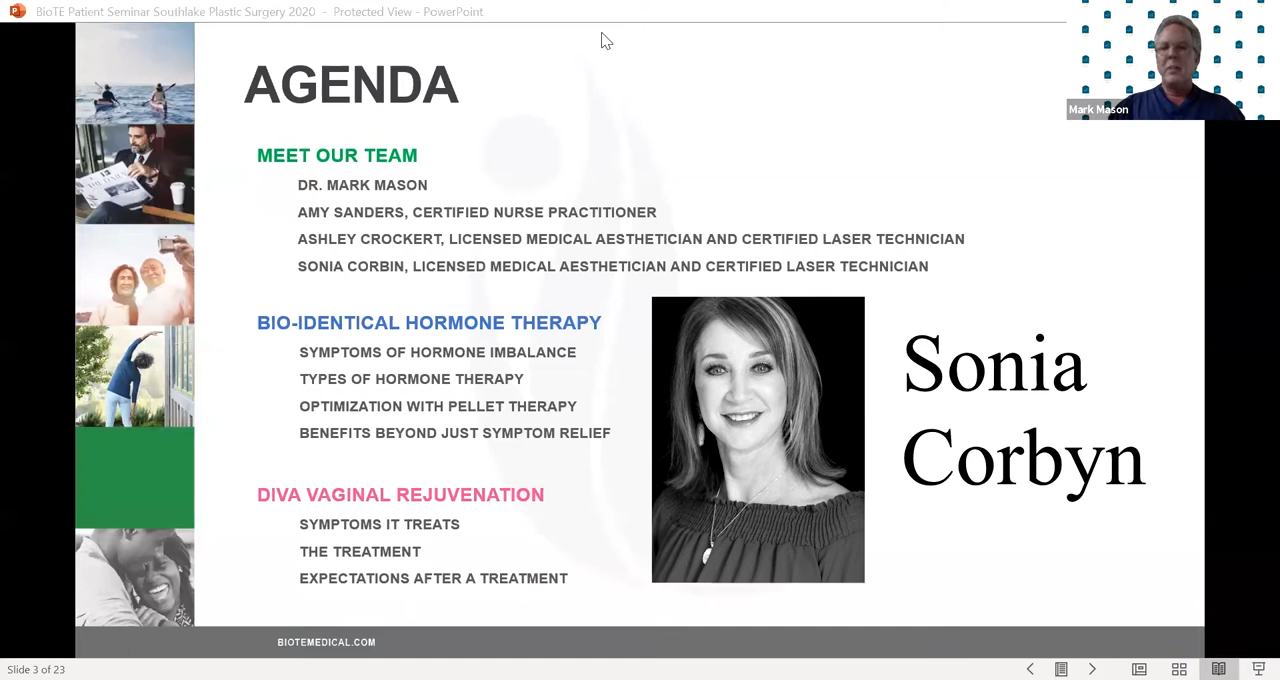 BioTE Patient Seminar Southlake Plastic Surgery 2020 - Protected View - PowerPoint
Mark Mason
AGENDA
MEET OUR TEAM
DR. MARK MASON
AMY SANDERS, CERTIFIED NURSE PRACTITIONER
ASHLEY CROCKERT, LICENSED MEDICAL AESTHETICIAN AND CERTIFIED LASER TECHNICIAN
SONIA CORBIN, LICENSED MEDICAL AESTHETICIAN AND CERTIFIED LASER TECHNICIAN
BIO-IDENTICAL HORMONE THERAPY
SYMPTOMS OF HORMONE IMBALANCE
TYPES OF HORMONE THERAPY
OPTIMIZATION WITH PELLET THERAPY
BENEFITS BEYOND JUST SYMPTOM RELIEF
Sonia
Corbyn
DIVA VAGINAL REJUVENATION
SYMPTOMS IT TREATS
THE TREATMENT
EXPECTATIONS AFTER A TREATMENT
BIOTEMEDICAL.COM
Slide 3 of 23